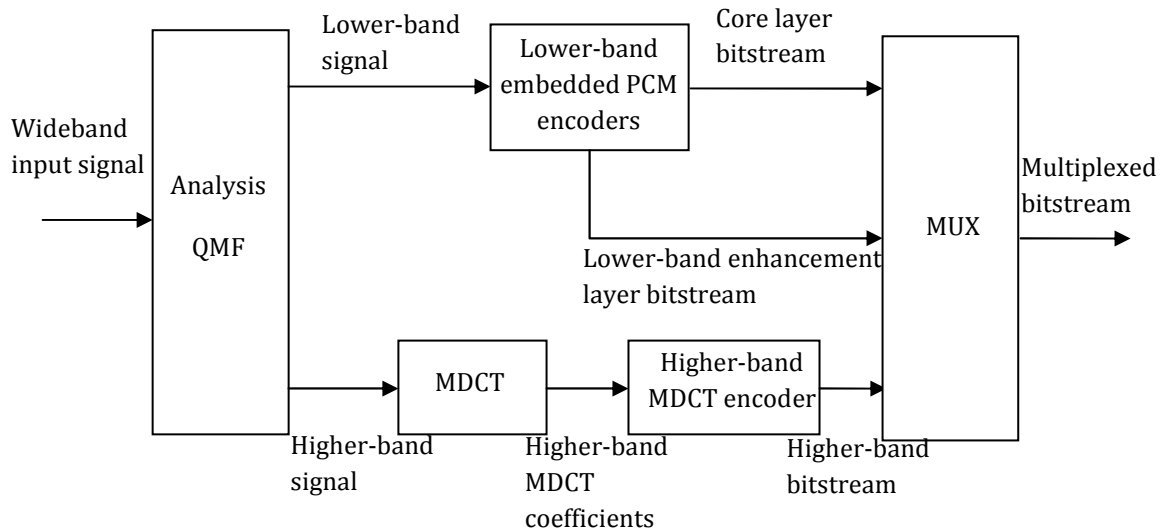 Wideband
input signal
Analysis
QMF
Lower-band
signal
Lower-band
embedded PCM
encoders
Core layer
bitstream
Lower-band enhancement
layer bitstream
Higher-band
signal
MDCT
Higher-band
MDCT
coefficients
Higher-band
MDCT encoder
Higher-band
bitstream
MUX
Multiplexed
bitstream